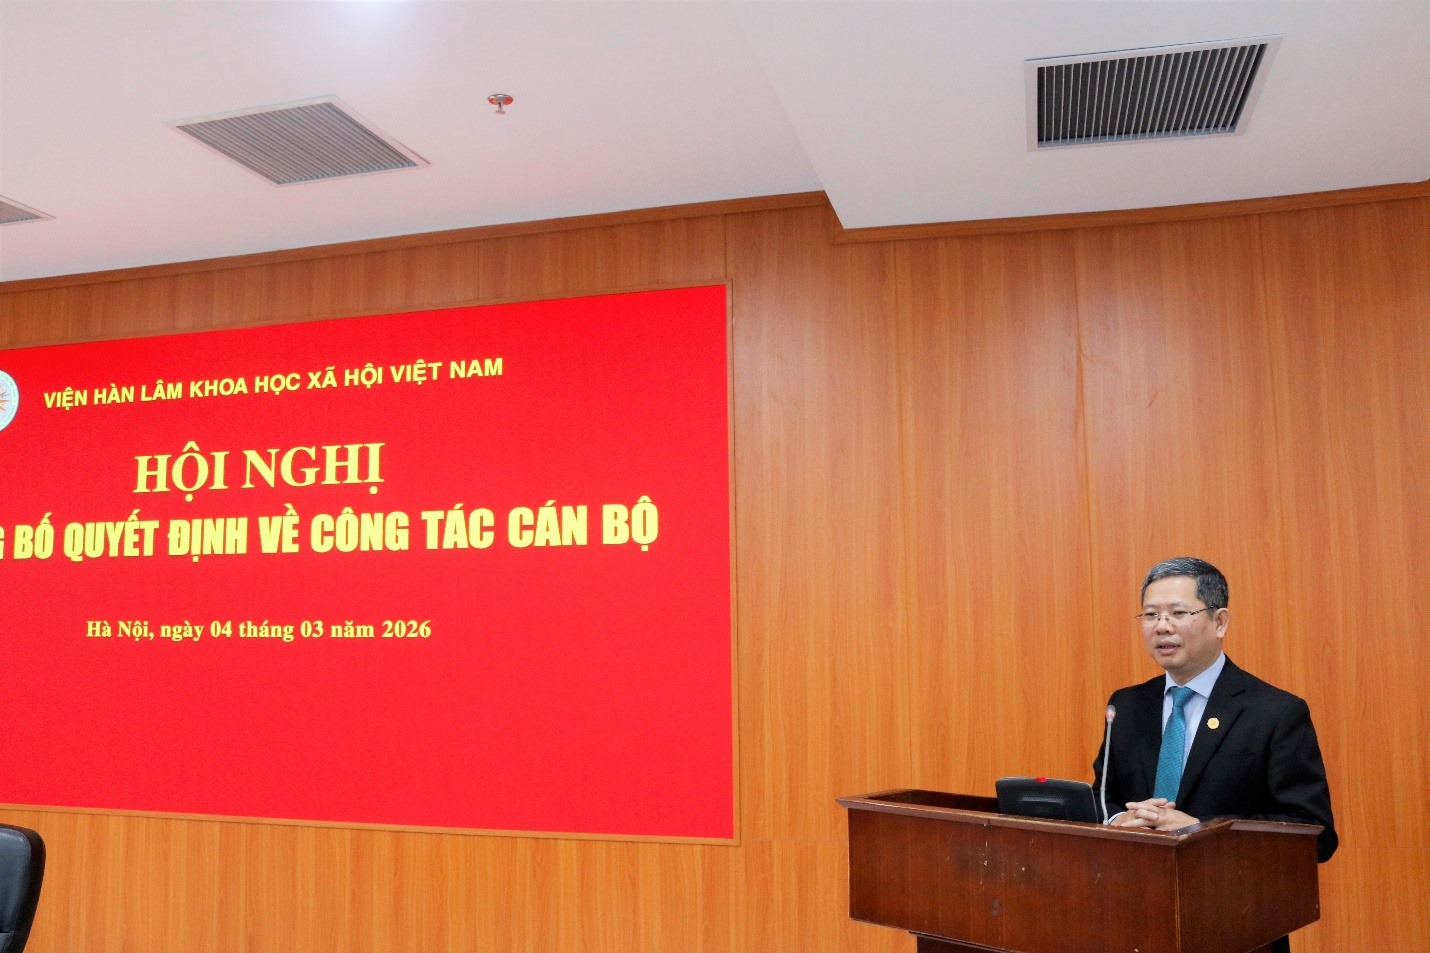 VIỆN HÀN LÂM KHOA HỌC XÃ HỘI VIỆT NAM
HỘI NGHỊ
BỐ QUYẾT ĐỊNH VỀ CÔNG TÁC CÁN BỘ
Hà Nội, ngày 04 tháng 03 năm 2026